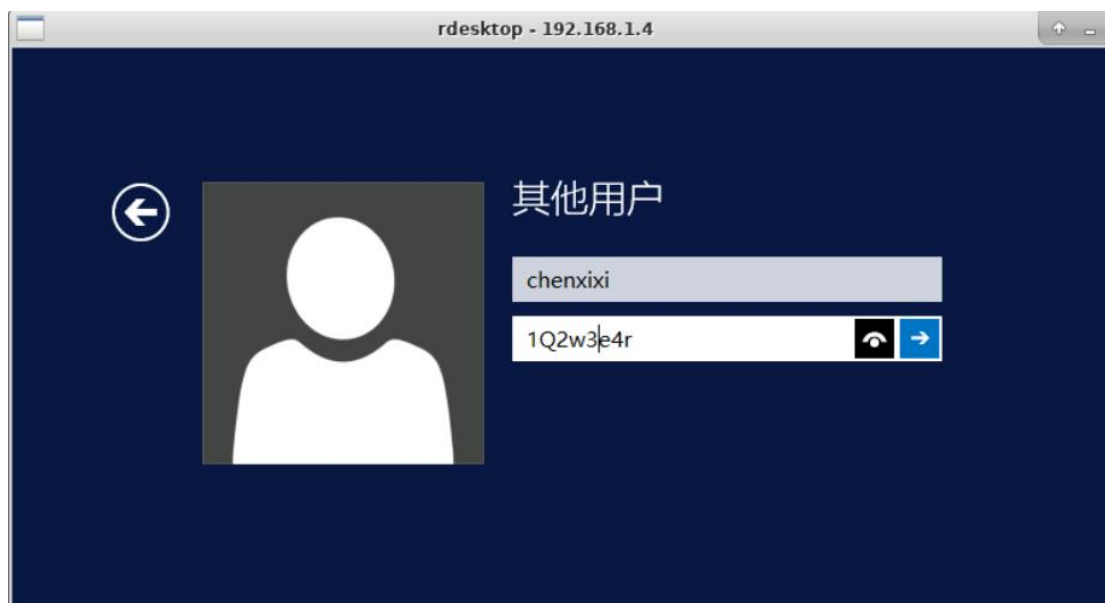 rdesktop - 192.168.1.4
其他用户
chenxixi
1Q2w3e4r